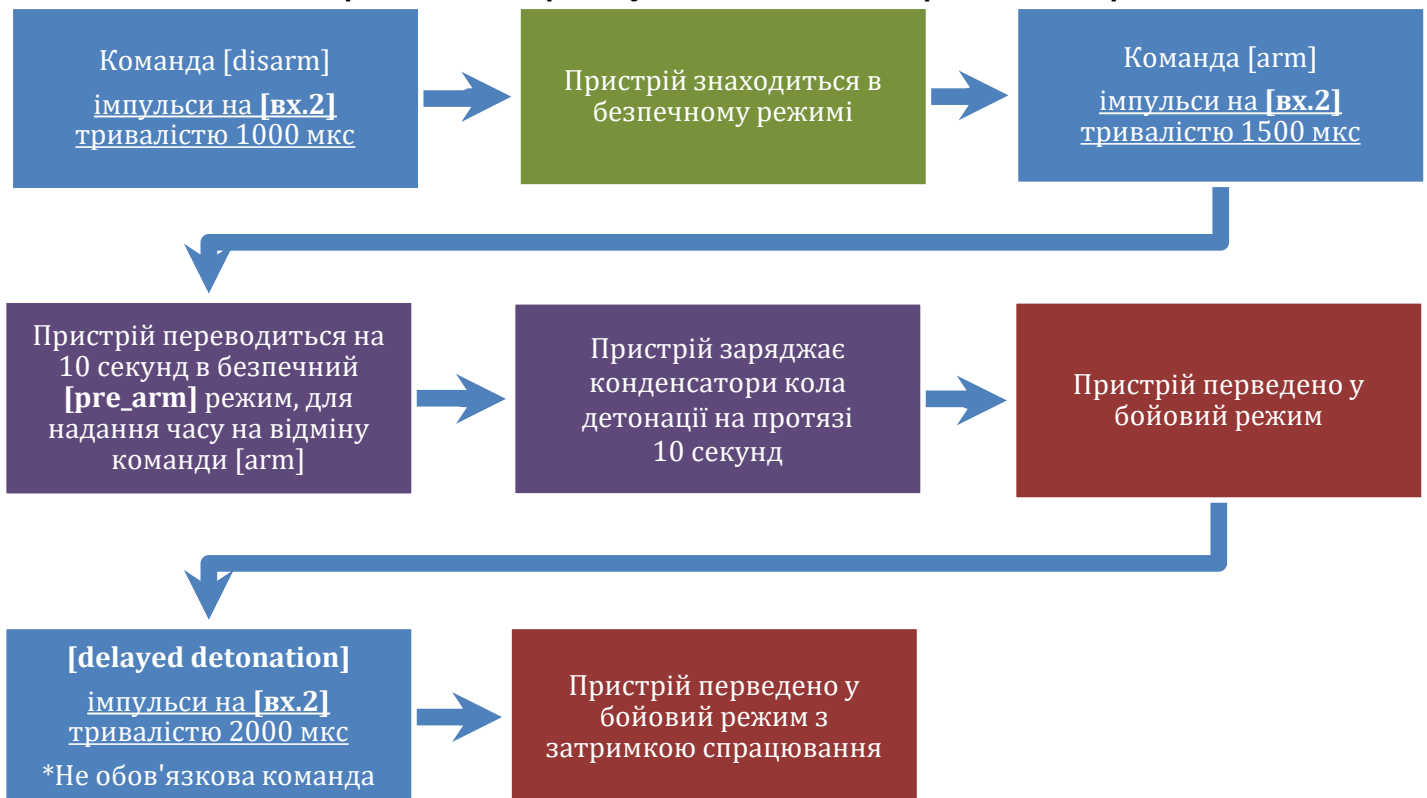 Команда [disarm]
імпульси на [вх.2]
тривалістю 1000 мкс
Пристрій знаходиться в
безпечному режимі
Команда [arm]
імпульси на [вх.2]
тривалістю 1500 мкс
Пристрій переводиться на
10 секунд в безпечний
[pre_arm] режим, для
надання часу на відміну
команди [arm]
Пристрій заряджає
конденсатори кола
детонації на протязі
10 секунд
Пристрій перведено у
бойовий режим
[delayed detonation]
імпульси на [вх.2]
тривалістю 2000 мкс
*Не обов'язкова команда
Пристрій перведено у
бойовий режим з
затримкою спрацювання